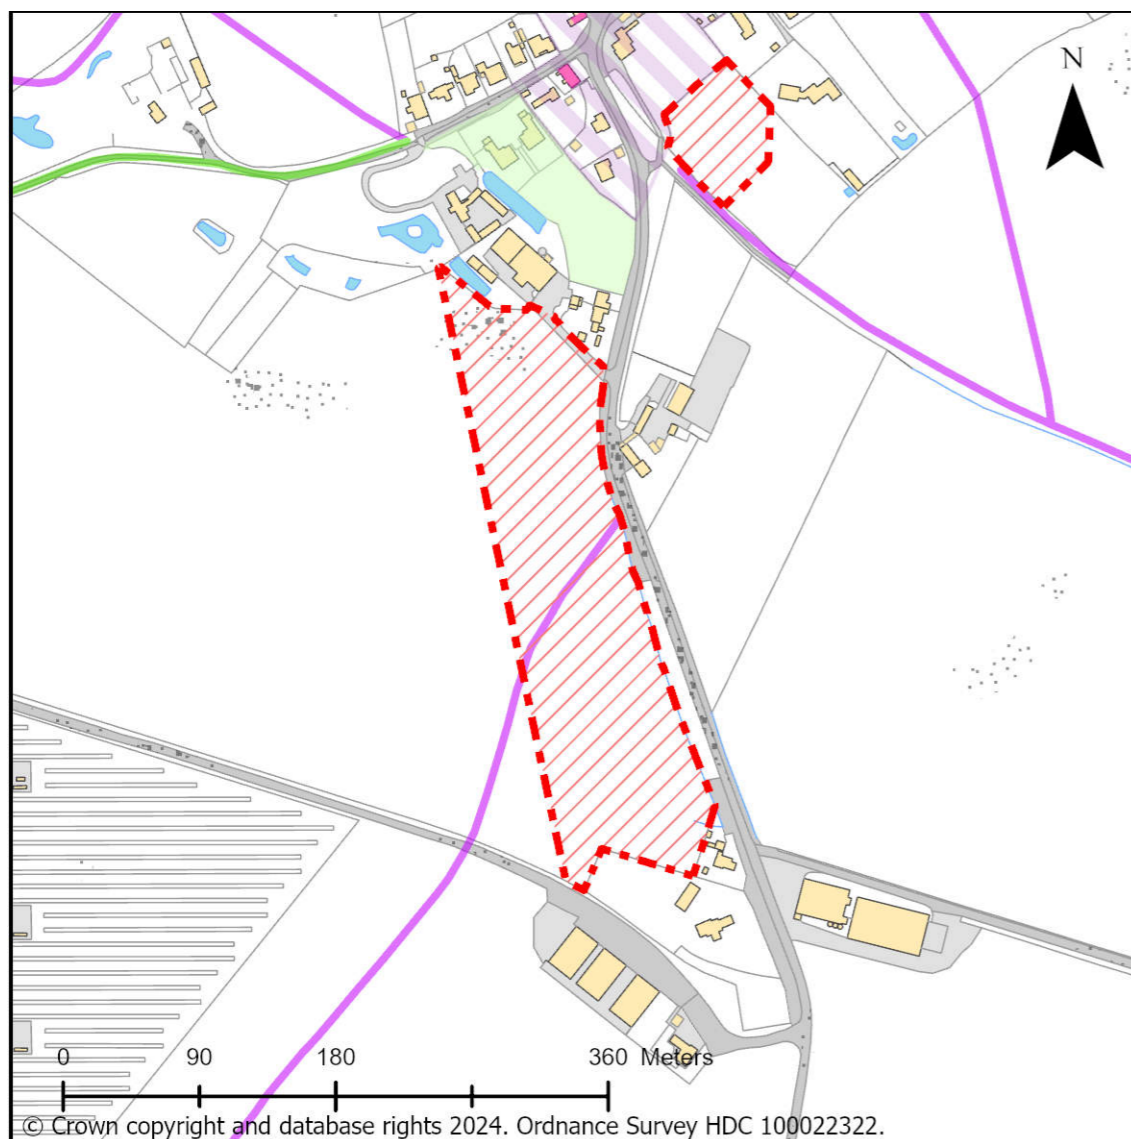 N
0 90 180 360 Meters
© Crown copyright and database rights 2024. Ordnance Survey HDC 100022322.